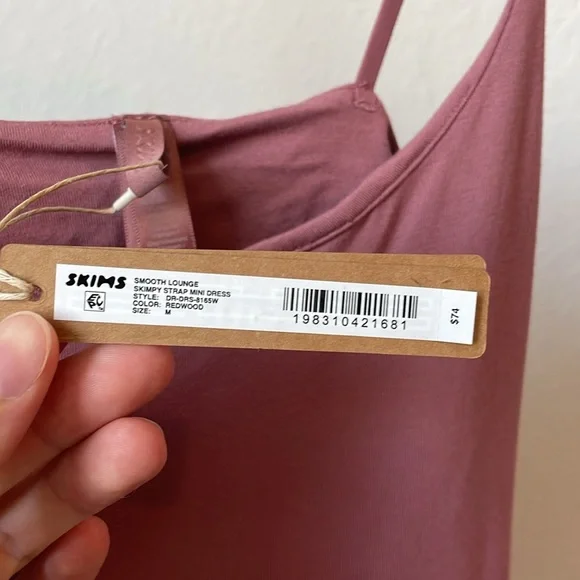 SKIMS
SMOOTH LOUNGE
SKIMPY STRAP MINI DRESS
STYLE: DR-DRS-8165W
COLOR: REDWOOD
SIZE: M
198310421681
$74